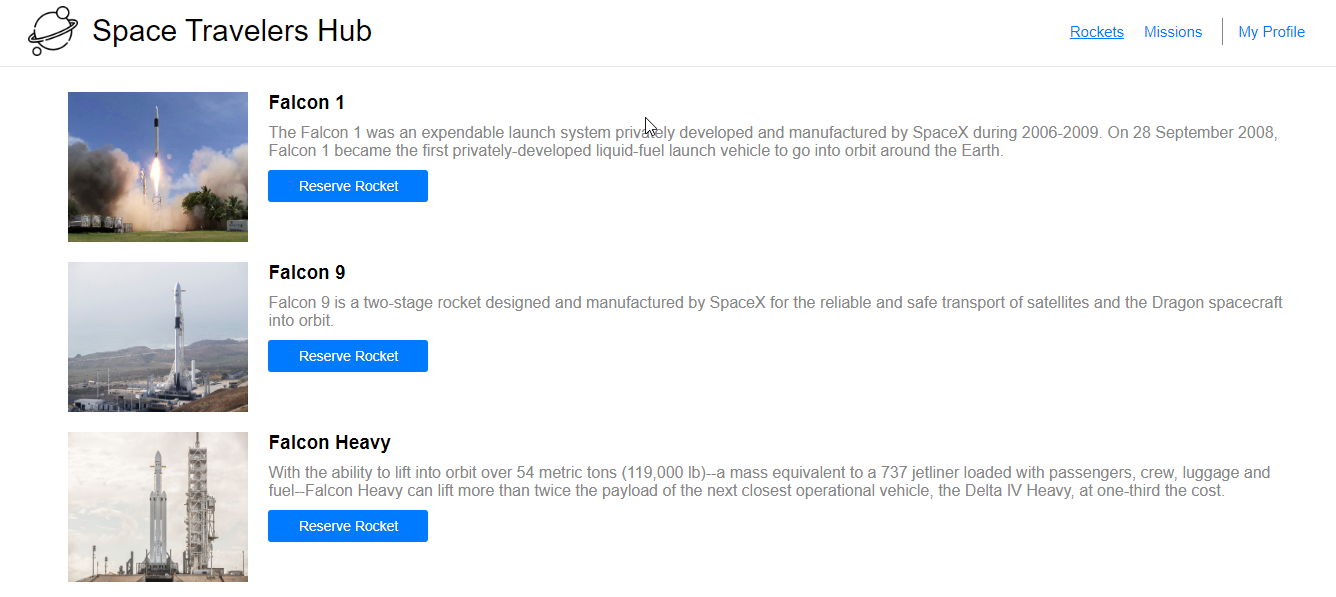 Space Travelers Hub
Rockets Missions My Profile
Falcon 1
The Falcon 1 was an expendable launch system privately developed and manufactured by SpaceX during 2006-2009. On 28 September 2008,
Falcon 1 became the first privately-developed liquid-fuel launch vehicle to go into orbit around the Earth.
Reserve Rocket
Falcon 9
Falcon 9 is a two-stage rocket designed and manufactured by SpaceX for the reliable and safe transport of satellites and the Dragon spacecraft
into orbit.
Reserve Rocket
Falcon Heavy
With the ability to lift into orbit over 54 metric tons (119,000 lb)--a mass equivalent to a 737 jetliner loaded with passengers, crew, luggage and
fuel--Falcon Heavy can lift more than twice the payload of the next closest operational vehicle, the Delta IV Heavy, at one-third the cost.
Reserve Rocket